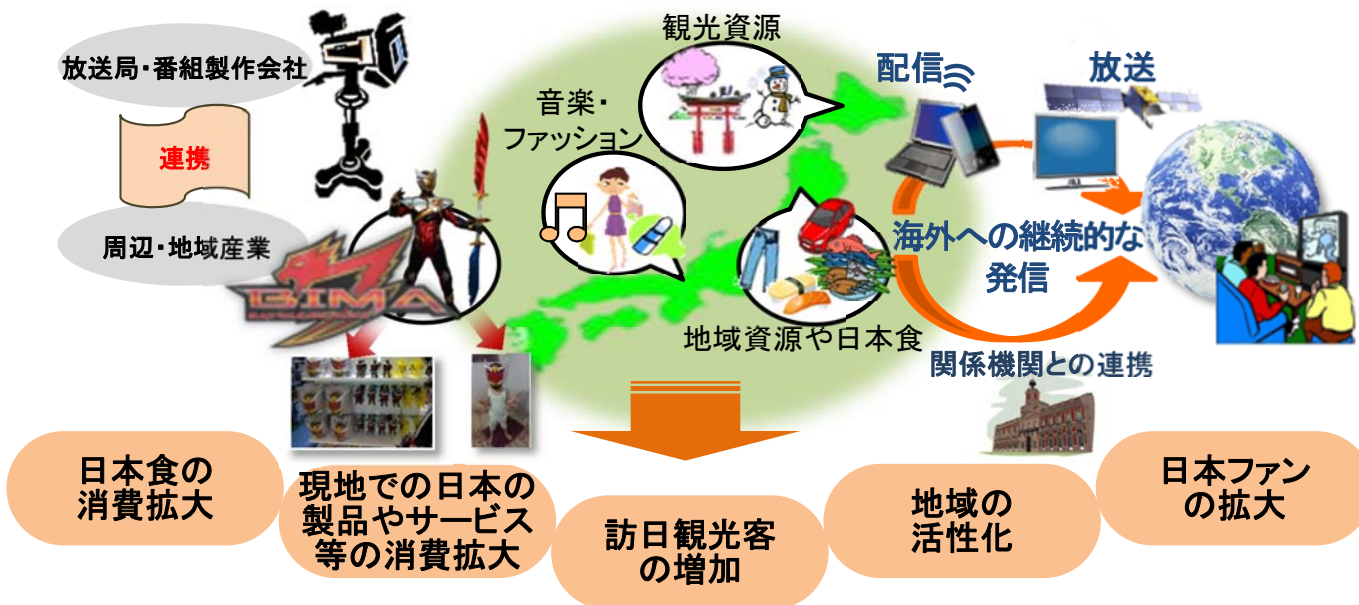 放送局・番組製作会社
連携
周辺・地域産業
BIMA
観光資源
音楽・
ファッション
地域資源や日本食
配信
放送
海外への継続的な
発信
関係機関との連携
日本食の
消費拡大
現地での日本の
製品やサービス
等の消費拡大
訪日観光客
の増加
地域の
活性化
日本ファン
の拡大